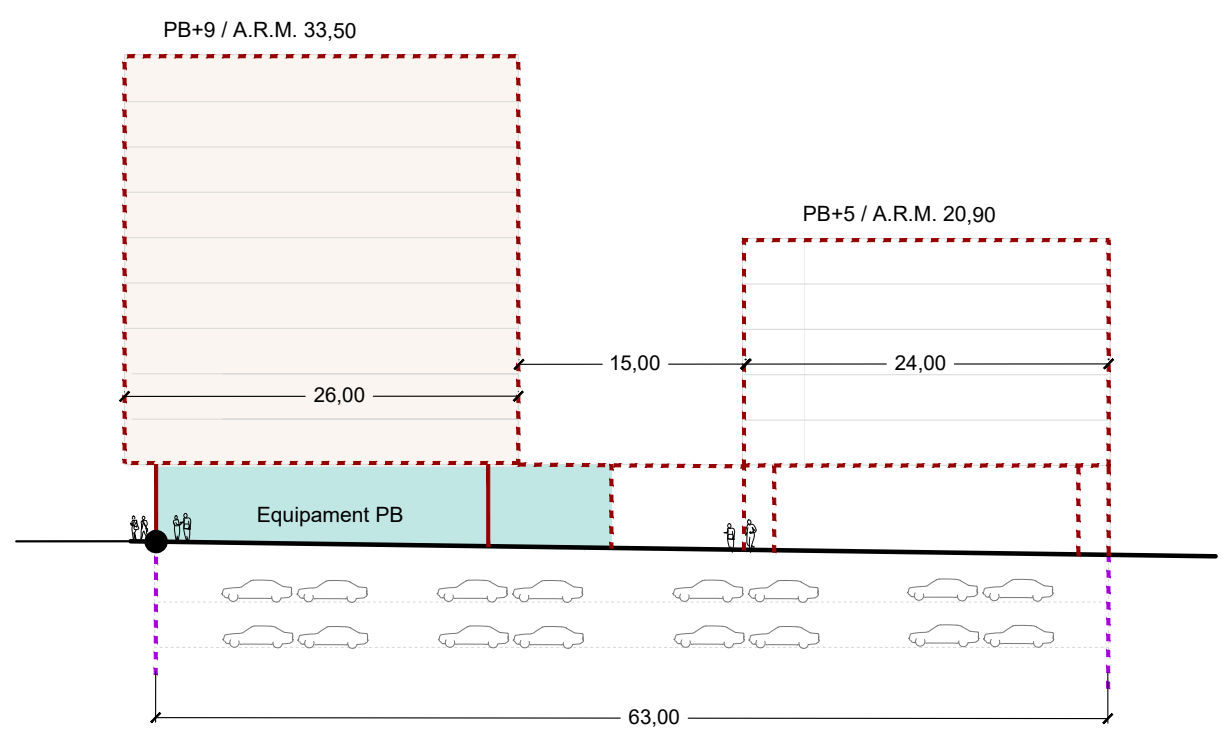 PB+9 / A.R.M. 33,50
PB+5 / A.R.M. 20,90
15,00
24,00
26,00
Equipament PB
63,00